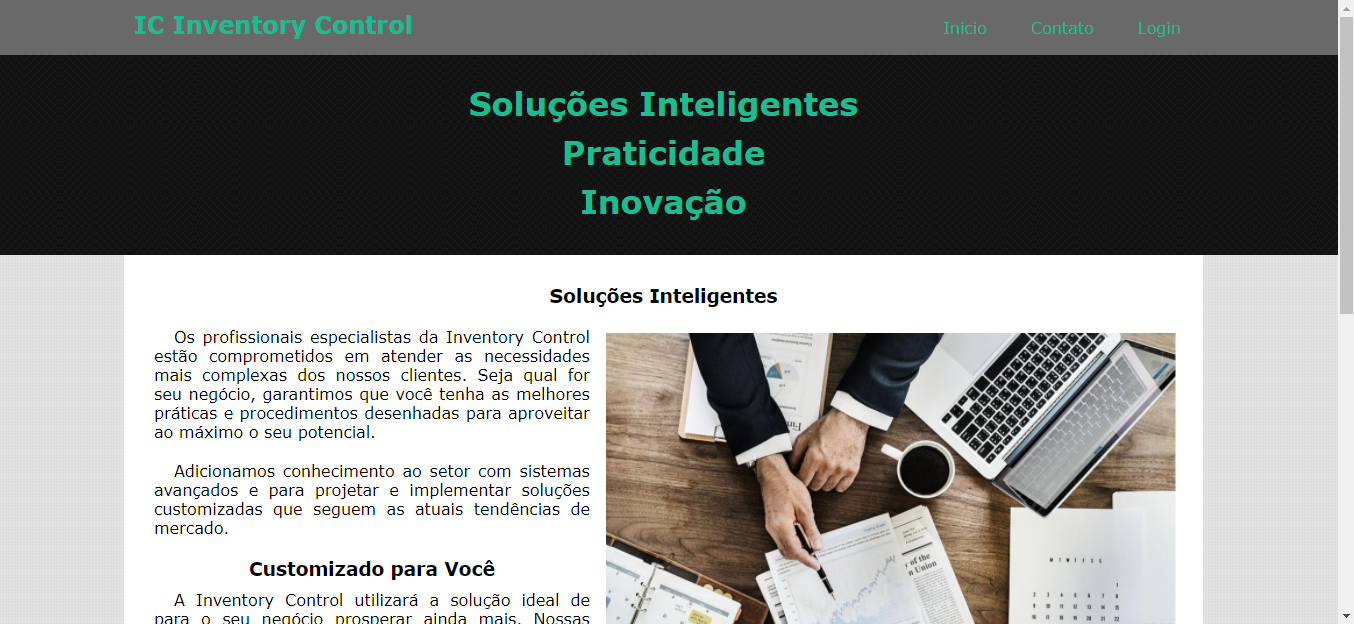 IC Inventory Control
Inicio Contato Login
Soluções Inteligentes
Praticidade
Inovação
Soluções Inteligentes
Os profissionais especialistas da Inventory Control
estão comprometidos em atender as necessidades
mais complexas dos nossos clientes. Seja qual for
seu negócio, garantimos que você tenha as melhores
práticas e procedimentos desenhadas para aproveitar
ao máximo o seu potencial.
Adicionamos conhecimento ao setor com sistemas
avançados e para projetar e implementar soluções
customizadas que seguem as atuais tendências de
mercado.
Customizado para Você
A Inventory Control utilizará a solução ideal de
para o seu negócio prosperar ainda mais. Nossas
of the
Union
M T W T F S S